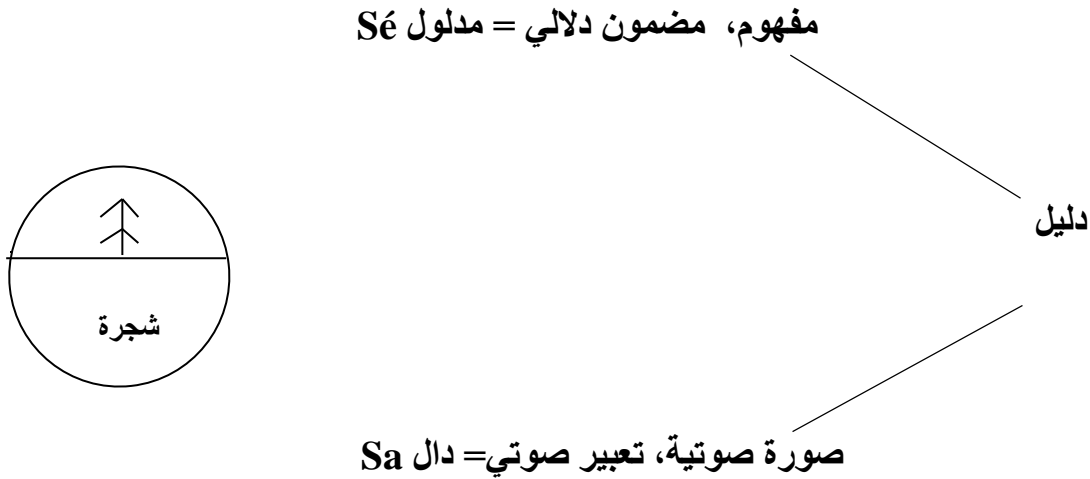 مفهوم، مضمون دلالي = مدلول Sé
دليل
شجرة
صورة صوتية، تعبير صوتي= دال Sa